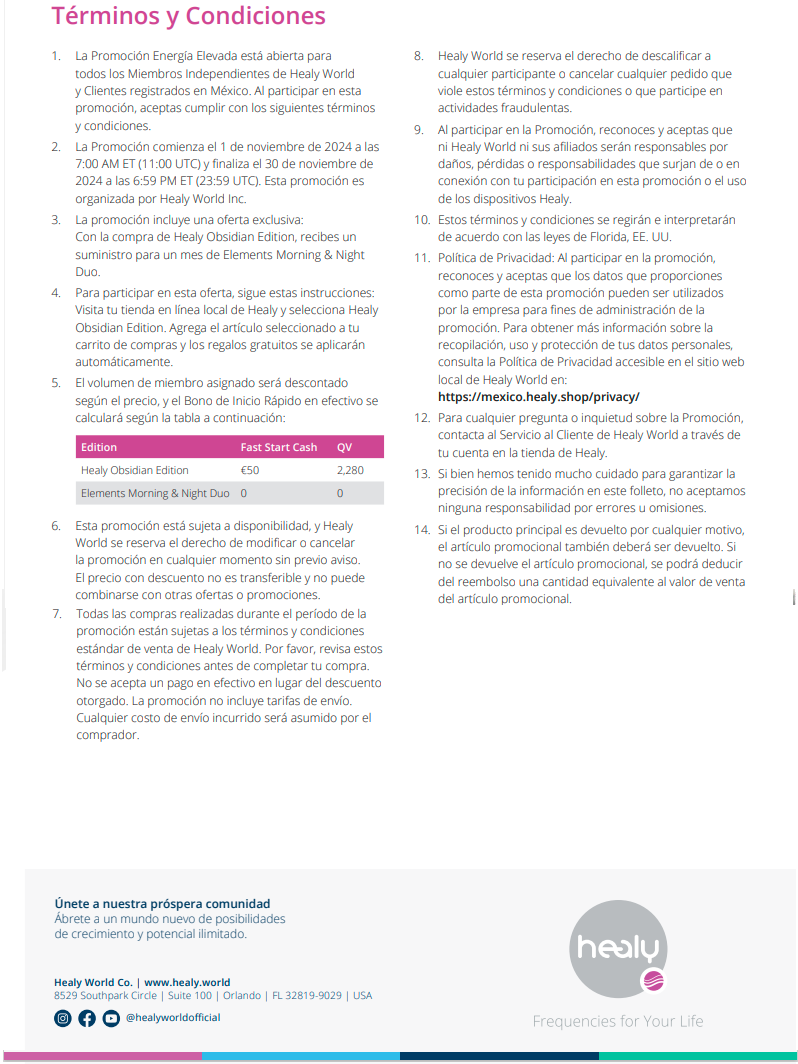 Términos y Condiciones
1. La Promoción Energía Elevada está abierta para
todos los Miembros Independientes de Healy World
y Clientes registrados en México. Al participar en esta
promoción, aceptas cumplir con los siguientes términos
y condiciones.
2. La Promoción comienza el 1 de noviembre de 2024 a las
7:00 AM ET (11:00 UTC) y finaliza el 30 de noviembre de
2024 a las 6:59 PM ET (23:59 UTC). Esta promoción es
organizada por Healy World Inc.
3. La promoción incluye una oferta exclusiva:
Con la compra de Healy Obsidian Edition, recibes un
suministro para un mes de Elements Morning & Night
Duo.
4. Para participar en esta oferta, sigue estas instrucciones:
Visita tu tienda en línea local de Healy y selecciona Healy
Obsidian Edition. Agrega el artículo seleccionado a tu
carrito de compras y los regalos gratuitos se aplicarán
automáticamente.
5. El volumen de miembro asignado será descontado
según el precio, y el Bono de Inicio Rápido en efectivo se
calculará según la tabla a continuación:
Edition Fast Start Cash QV
Healy Obsidian Edition €50 2,280
Elements Morning & Night Duo 0 0
6. Esta promoción está sujeta a disponibilidad, y Healy
World se reserva el derecho de modificar o cancelar
la promoción en cualquier momento sin previo aviso.
El precio con descuento no es transferible y no puede
combinarse con otras ofertas o promociones.
7. Todas las compras realizadas durante el período de la
promoción están sujetas a los términos y condiciones
estándar de venta de Healy World. Por favor, revisa estos
términos y condiciones antes de completar tu compra.
No se acepta un pago en efectivo en lugar del descuento
otorgado. La promoción no incluye tarifas de envío.
Cualquier costo de envío incurrido será asumido por el
comprador.
8. Healy World se reserva el derecho de descalificar a
cualquier participante o cancelar cualquier pedido que
viole estos términos y condiciones o que participe en
actividades fraudulentas.
9. Al participar en la Promoción, reconoces y aceptas que
ni Healy World ni sus afiliados serán responsables por
daños, pérdidas o responsabilidades que surjan de o en
conexión con tu participación en esta promoción o el uso
de los dispositivos Healy.
10. Estos términos y condiciones se regirán e interpretarán
de acuerdo con las leyes de Florida, EE. UU.
11. Política de Privacidad: Al participar en la promoción,
reconoces y aceptas que los datos que proporciones
como parte de esta promoción pueden ser utilizados
por la empresa para fines de administración de la
promoción. Para obtener más información sobre la
recopilación, uso y protección de tus datos personales,
consulta la Política de Privacidad accesible en el sitio web
local de Healy World en:
https://mexico.healy.shop/privacy/
12. Para cualquier pregunta o inquietud sobre la Promoción,
contacta al Servicio al Cliente de Healy World a través de
tu cuenta en la tienda de Healy.
13. Si bien hemos tenido mucho cuidado para garantizar la
precisión de la información en este folleto, no aceptamos
ninguna responsabilidad por errores u omisiones.
14. Si el producto principal es devuelto por cualquier motivo,
el artículo promocional también deberá ser devuelto. Si
no se devuelve el artículo promocional, se podrá deducir
del reembolso una cantidad equivalente al valor de venta
del artículo promocional.
Únete a nuestra próspera comunidad
Ábrete a un mundo nuevo de posibilidades
de crecimiento y potencial ilimitado.
Healy World Co. | www.healy.world
8529 Southpark Circle | Suite 100 | Orlando | FL 32819-9029 | USA
@healyworldofficial
healy
Frequencies for Your Life